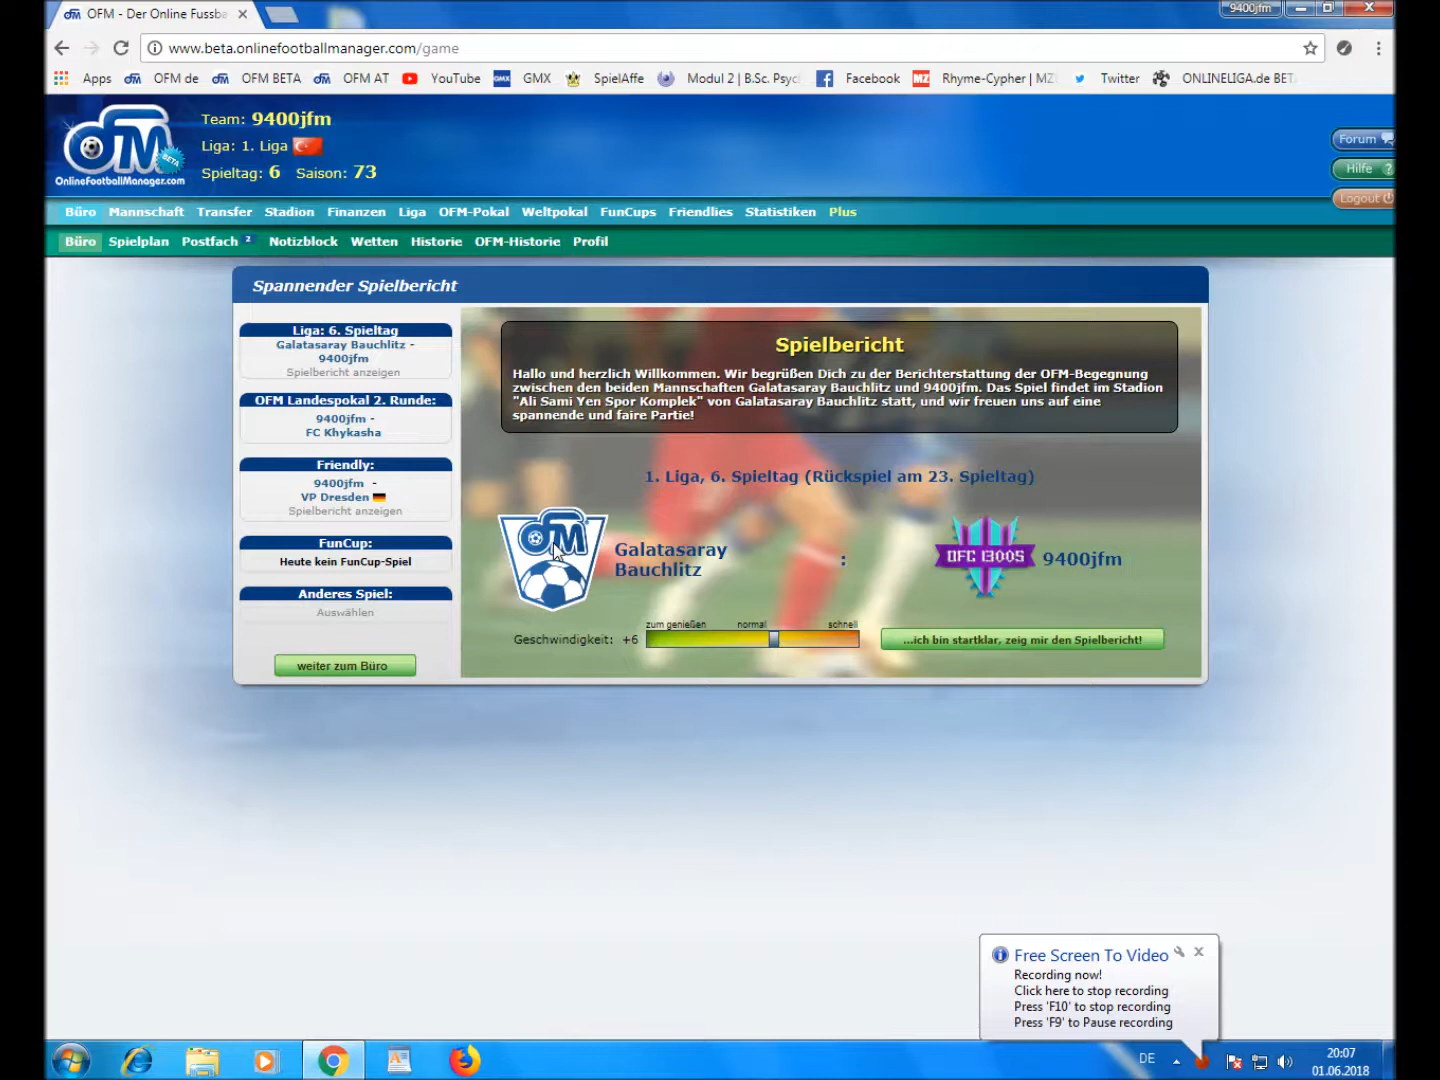 OFM - Der Online Fussba
9400jfm
www.beta.onlinefootballmanager.com/game
Apps OFM de OFM BETA OFM AT YouTube GMX SpielAffe Modul 2 | B.Sc. Psyc Facebook Rhyme-Cypher | MZ Twitter ONLINELIGA.de BET
OFM
BETA
OnlineFootballManager.com
Team: 9400jfm
Liga: 1. Liga
Spieltag: 6 Saison: 73
Forum
Hilfe ?
Logout
Büro Mannschaft Transfer Stadion Finanzen Liga OFM-Pokal Weltpokal FunCups Friendlies Statistiken Plus
Büro Spielplan Postfach 2 Notizblock Wetten Historie OFM-Historie Profil
Spannender Spielbericht
Liga: 6. Spieltag
Galatasaray Bauchlitz -
9400jfm
Spielbericht anzeigen
OFM Landespokal 2. Runde:
9400jfm -
FC Khykasha
Friendly:
9400jfm -
VP Dresden
Spielbericht anzeigen
FunCup:
Heute kein FunCup-Spiel
Anderes Spiel:
Auswählen
weiter zum Büro
Spielbericht
Hallo und herzlich Willkommen. Wir begrüßen Dich zu der Berichterstattung der OFM-Begegnung
zwischen den beiden Mannschaften Galatasaray Bauchlitz und 9400jfm. Das Spiel findet im Stadion
"Ali Sami Yen Spor Komplek" von Galatasaray Bauchlitz statt, und wir freuen uns auf eine
spannende und faire Partie!
1. Liga, 6. Spieltag (Rückspiel am 23. Spieltag)
OFM
Galatasaray
Bauchlitz
:
OFC 13005
9400jfm
zum genießen normal schnell
Geschwindigkeit: +6
...ich bin startklar, zeig mir den Spielbericht!
Free Screen To Video
Recording now!
Click here to stop recording
Press 'F10' to stop recording
Press 'F9' to Pause recording
DE
20:07
01.06.2018